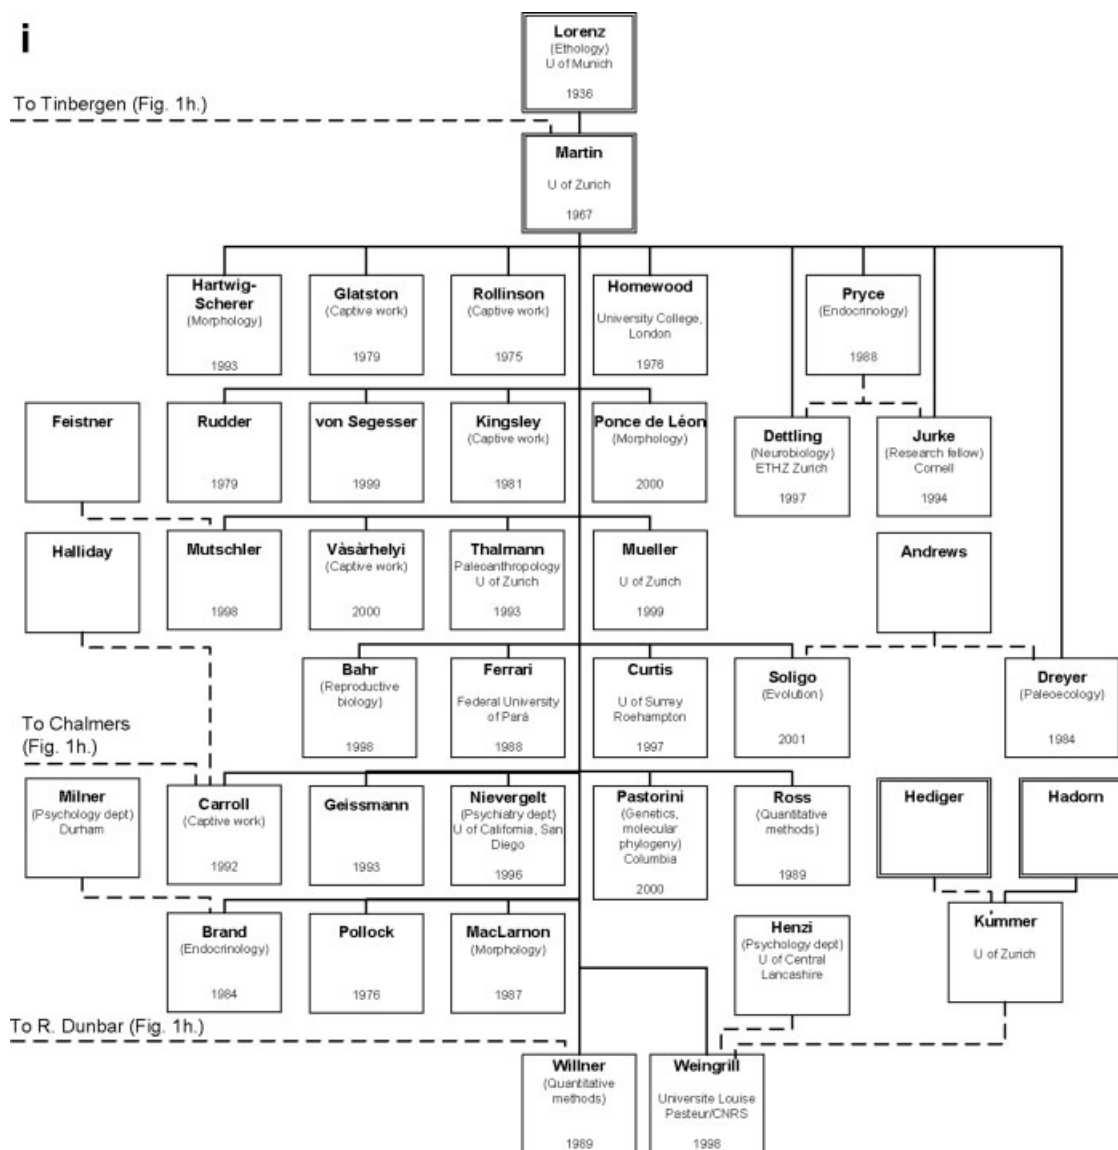 i
Lorenz
(Ethology)
U of Munich
1936
To Tinbergen (Fig. 1h.)
Martin
U of Zurich
1967
Hartwig-
Scherer
(Morphology)
1993
Glatston
(Captive work)
1979
Rollinson
(Captive work)
1975
Homewood
University College,
London
1976
Pryce
(Endocrinology)
1988
Feistner
Rudder
1979
von Segesser
1999
Kingsley
(Captive work)
1981
Ponce de Léon
(Morphology)
2000
Dettling
(Neurobiology)
ETHZ Zurich
1997
Jurke
(Research fellow)
Cornell
1994
Halliday
Mutschler
1998
Vàsàrhelyi
(Captive work)
2000
Thalmann
Paleoanthropology
U of Zurich
1993
Mueller
U of Zurich
1999
Andrews
Bahr
(Reproductive
biology)
1998
Ferrari
Federal University
of Pará
1988
Curtis
U of Surrey
Roehampton
1997
Soligo
(Evolution)
2001
Dreyer
(Paleoecology)
1984
To Chalmers
(Fig. 1h.)
Milner
(Psychology dept)
Durham
Carroll
(Captive work)
1992
Geissmann
1993
Nievergelt
(Psychiatry dept)
U of California, San
Diego
1996
Pastorini
(Genetics,
molecular
phylogeny)
Columbia
2000
Ross
(Quantitative
methods)
1989
Hediger
Hadorn
Brand
(Endocrinology)
1984
Pollock
1976
MacLarnon
(Morphology)
1987
Henzi
(Psychology dept)
U of Central
Lancashire
Kummer
U of Zurich
To R. Dunbar (Fig. 1h.)
Willner
(Quantitative
methods)
1989
Weingrill
Universite Louise
Pasteur/CNRS
1998